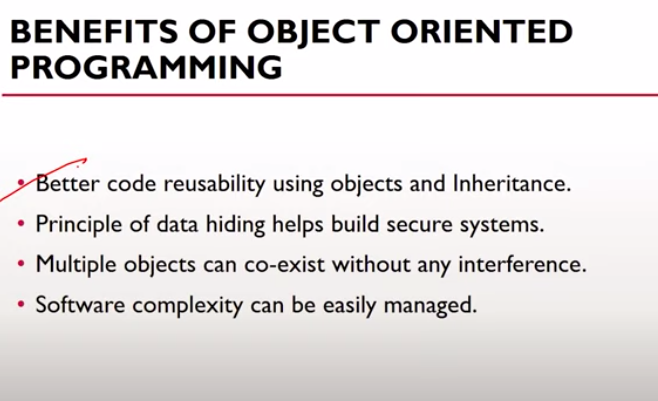 BENEFITS OF OBJECT ORIENTED
PROGRAMMING
• Better code reusability using objects and Inheritance.
• Principle of data hiding helps build secure systems.
• Multiple objects can co-exist without any interference.
• Software complexity can be easily managed.